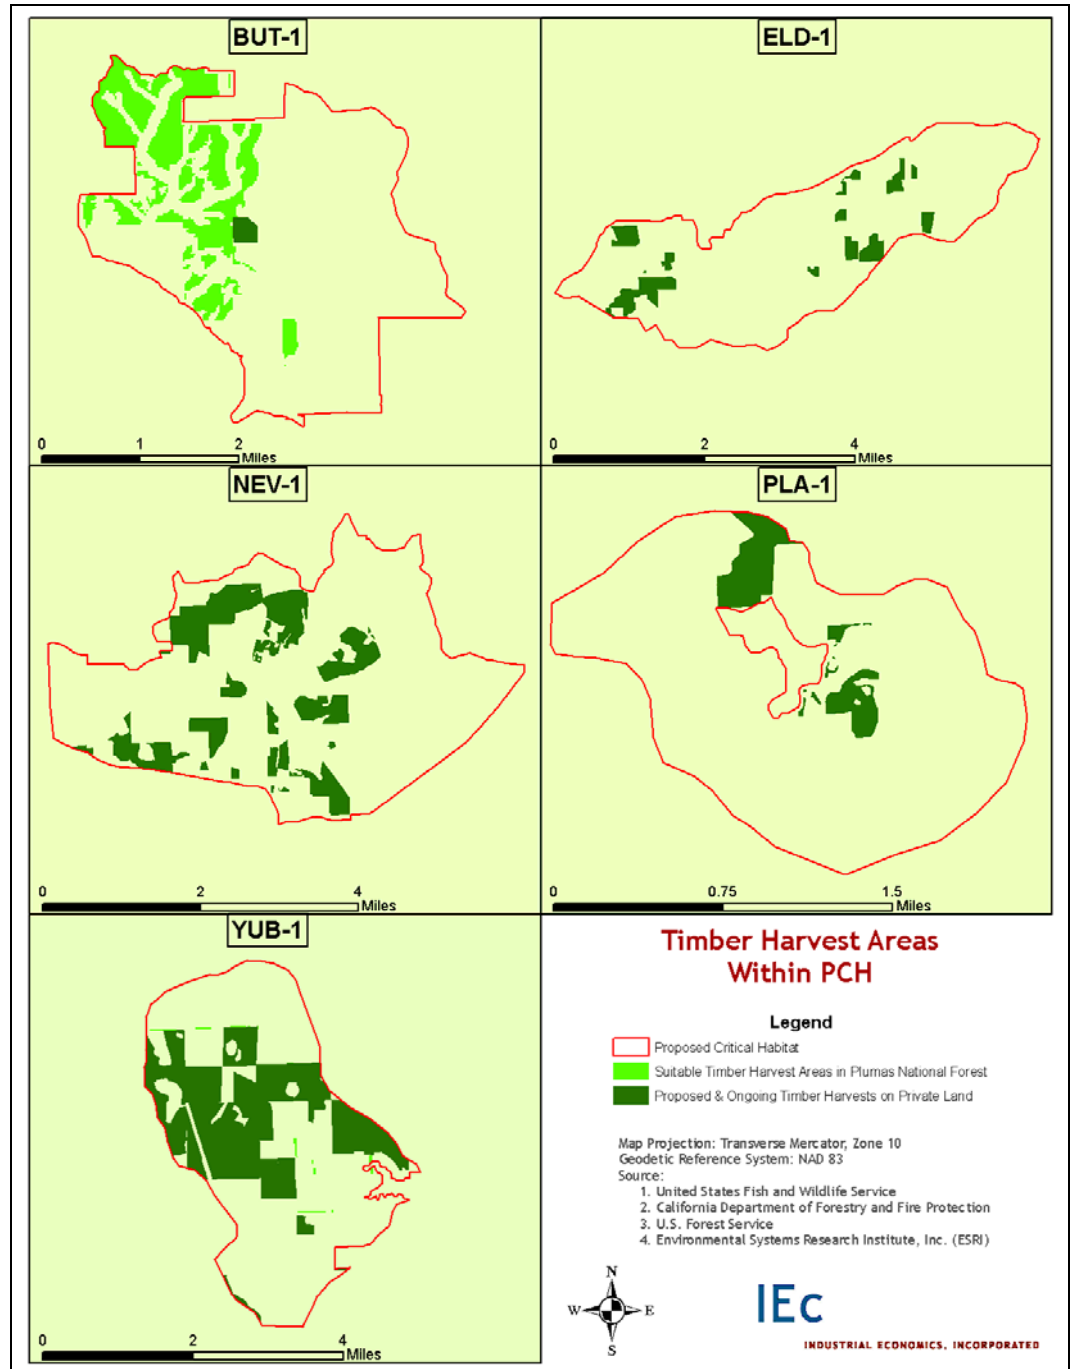 BUT-1
0 1 2
Miles
ELD-1
0 2 4
Miles
NEV-1
0 2 4
Miles
PLA-1
0 0.75 1.5
Miles
YUB-1
0 2 4
Miles
Timber Harvest Areas
Within PCH
Legend
Proposed Critical Habitat
Suitable Timber Harvest Areas in Plumas National Forest
Proposed & Ongoing Timber Harvests on Private Land
Map Projection: Transverse Mercator, Zone 10
Geodetic Reference System: NAD 83
Source:
1. United States Fish and Wildlife Service
2. California Department of Forestry and Fire Protection
3. U.S. Forest Service
4. Environmental Systems Research Institute, Inc. (ESRI)
N
W E
S
IEc
INDUSTRIAL ECONOMICS, INCORPORATED